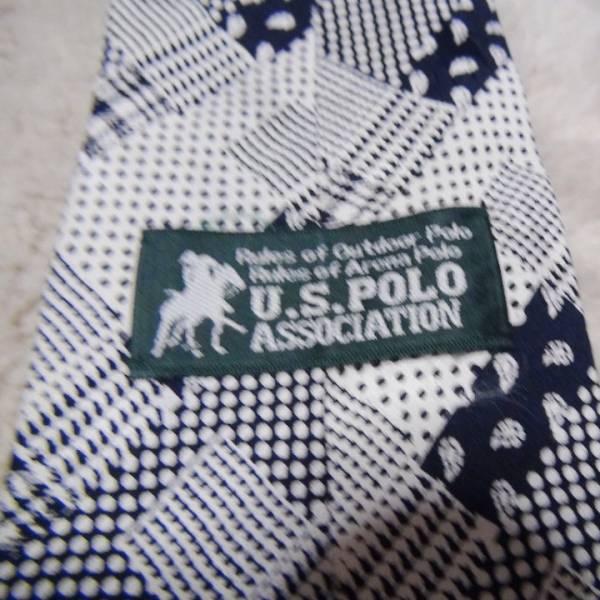 Rules of Outdoor Polo
Rules of Arena Polo
U.S. POLO
ASSOCIATION